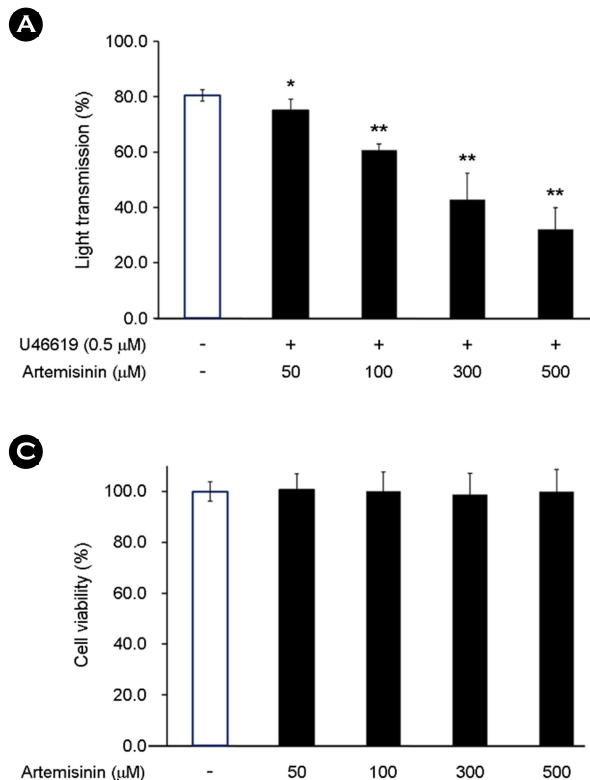 A
100.0
80.0
60.0
40.0
20.0
0.0
Light transmission (%)
* ** ** **
U46619 (0.5 μM) - + + + +
Artemisinin (μM) - 50 100 300 500
C
100.0
80.0
60.0
40.0
20.0
0.0
Cell viability (%)
Artemisinin (μM) - 50 100 300 500